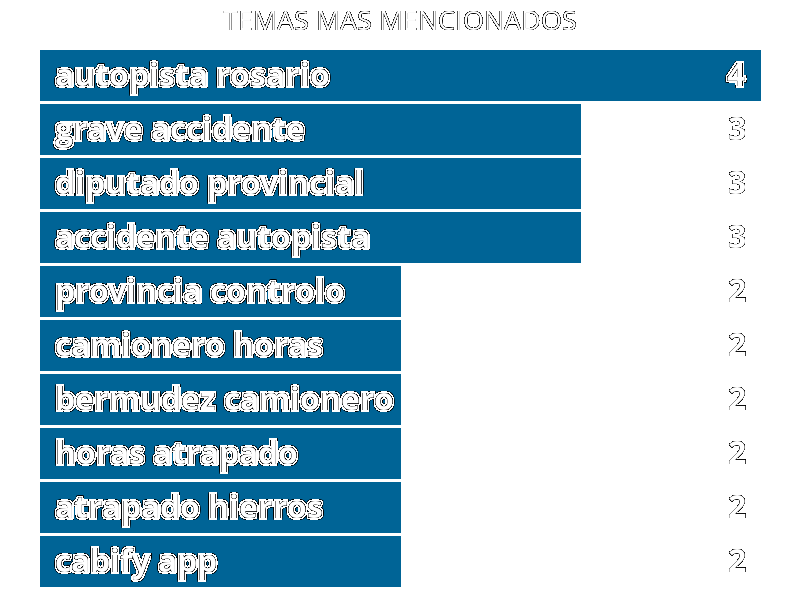 TEMAS MAS MENCIONADOS
autopista rosario 4
grave accidente 3
diputado provincial 3
accidente autopista 3
provincia controlo 2
camionero horas 2
bermudez camionero 2
horas atrapado 2
atrapado hierros 2
cabify app 2